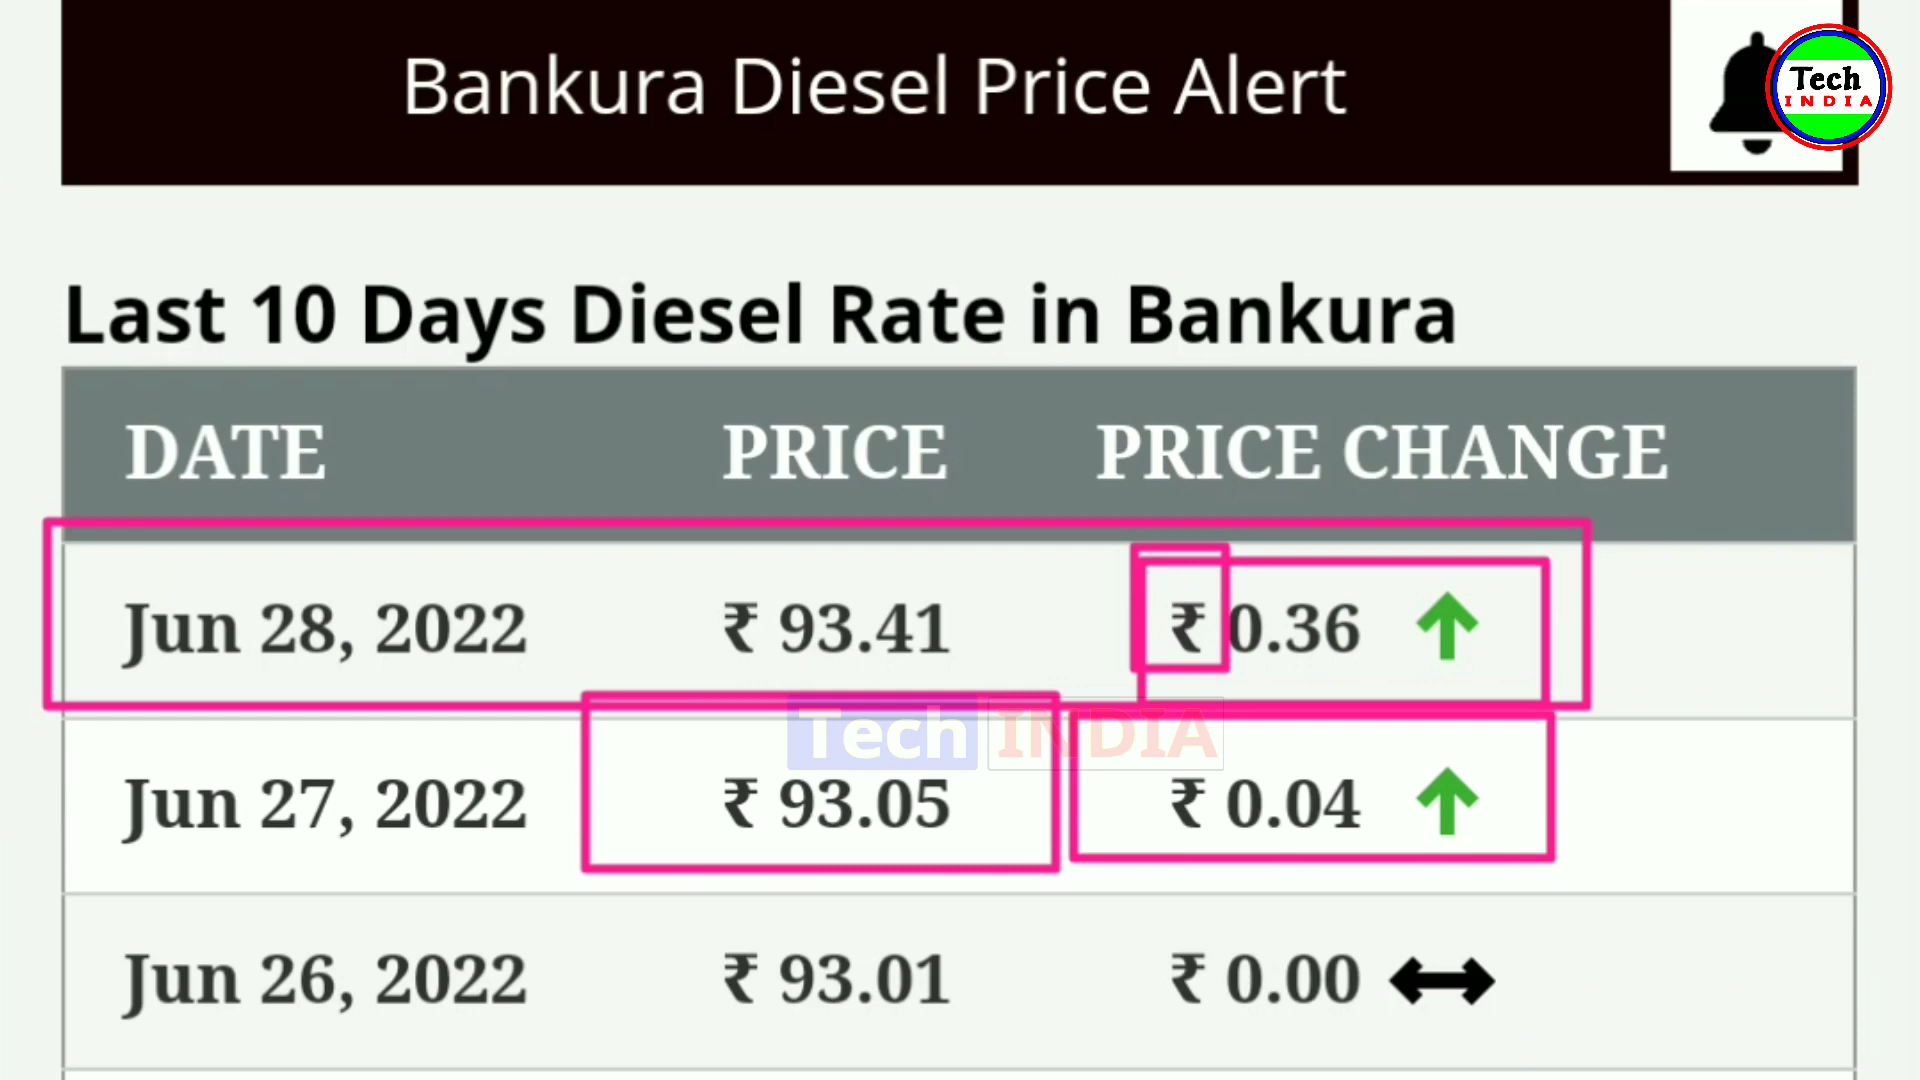 Bankura Diesel Price Alert
Tech
INDIA
Last 10 Days Diesel Rate in Bankura
DATE PRICE PRICE CHANGE
Jun 28, 2022 ₹ 93.41 ₹ 0.36
Tech INDIA
Jun 27, 2022 ₹ 93.05 ₹ 0.04
Jun 26, 2022 ₹ 93.01 ₹ 0.00